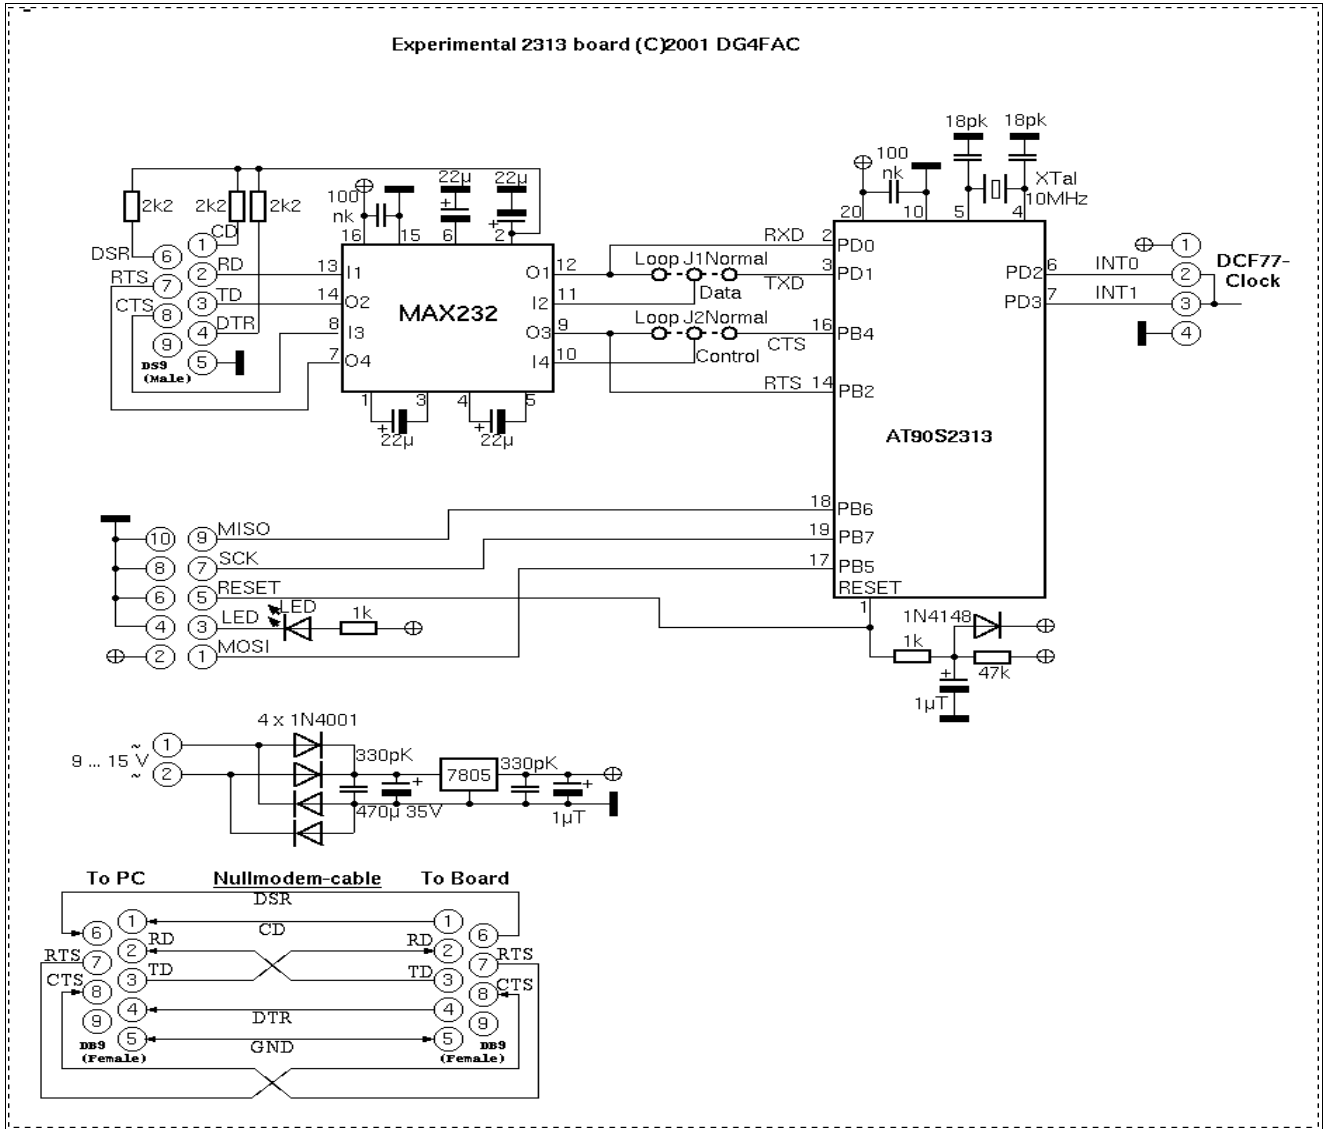 Experimental 2313 board (C)2001 DG4FAC
18pk 18pk
100 nk
XTal
10MHz
20 10 5 4
22µ 22µ
100 nk
2k2 2k2 2k2
16 15 6 2
DSR 6
1 CD
RTS 7
2 RD
CTS 8
3 TD
9
4 DTR
5
DS9
(Male)
13 I1
14 O2
8 I3
7 O4
MAX232
O1 12
I2 11
O3 9
I4 10
1 3 4 5
22µ 22µ
RXD 2 PD0
Loop J1 Normal
TXD 3 PD1
Data
Loop J2 Normal
CTS 16 PB4
Control
RTS 14 PB2
AT90S2313
PD2 6 INT0
PD3 7 INT1
1
2
3
4
DCF77-
Clock
18 PB6
19 PB7
17 PB5
RESET
1
10 9 MISO
8 7 SCK
6 5 RESET
4 3 LED
2 1 MOSI
LED
1k
1N4148
1k
47k
1µT
4 x 1N4001
9 ... 15 V
~ 1
~ 2
330pK
470µ 35V
7805
330pK
1µT
To PC Nullmodem-cable To Board
DSR
1 CD 1
6 6
RD RD
2 2
RTS 7 7 RTS
TD TD
3 3
CTS 8 8 CTS
4 DTR 4
9 9
5 GND 5
DB9
(Female)
DB9
(Female)